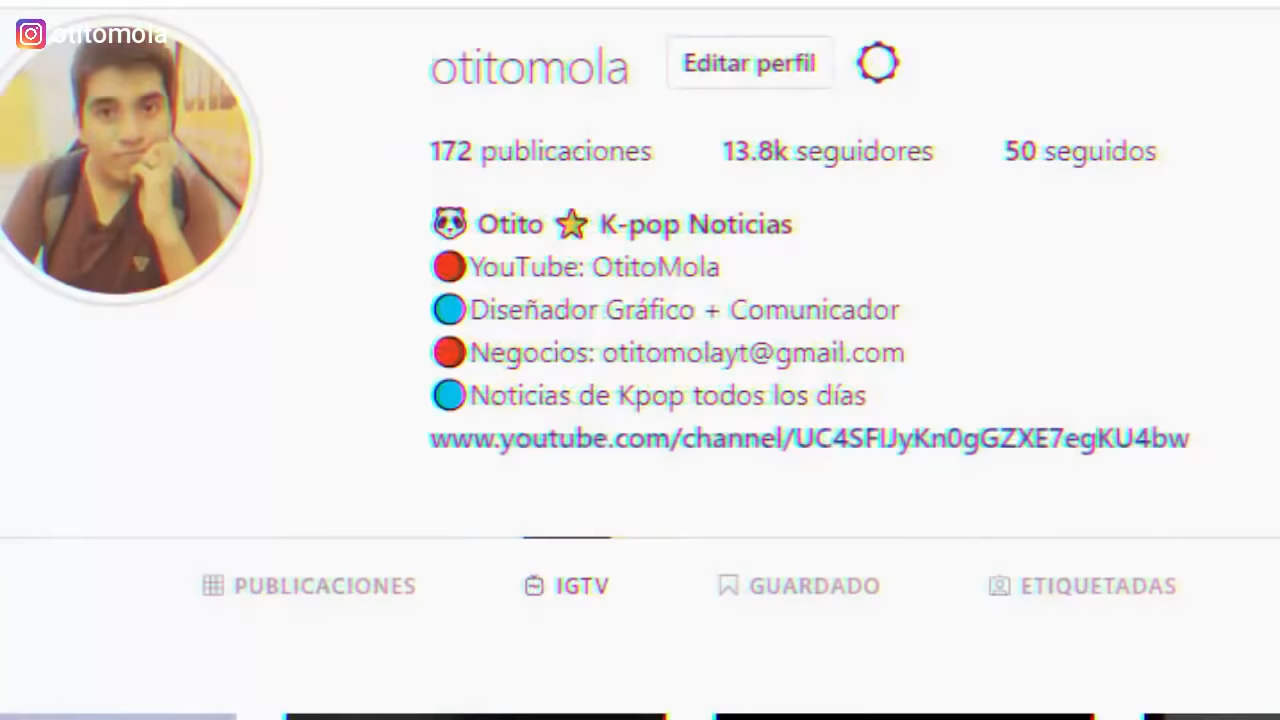 otitomola
otitomola Editar perfil
172 publicaciones 13.8k seguidores 50 seguidos
🐼 Otito ⭐ K-pop Noticias
🔴YouTube: OtitoMola
🔵Diseñador Gráfico + Comunicador
🔴Negocios: otitomolayt@gmail.com
🔵Noticias de Kpop todos los días
www.youtube.com/channel/UC4SFIJyKn0gGZXE7egKU4bw
PUBLICACIONES IGTV GUARDADO ETIQUETADAS